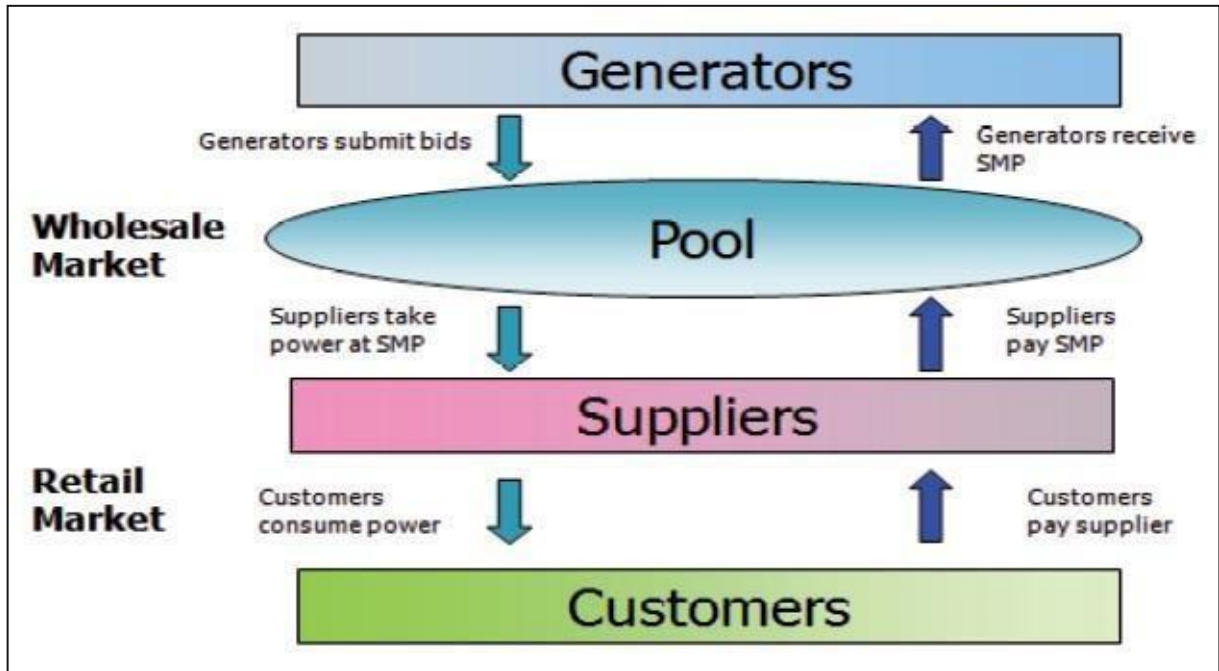 Generators
Generators submit bids
Generators receive
SMP
Wholesale
Market
Pool
Suppliers take
power at SMP
Suppliers
pay SMP
Suppliers
Retail
Market
Customers
consume power
Customers
pay supplier
Customers